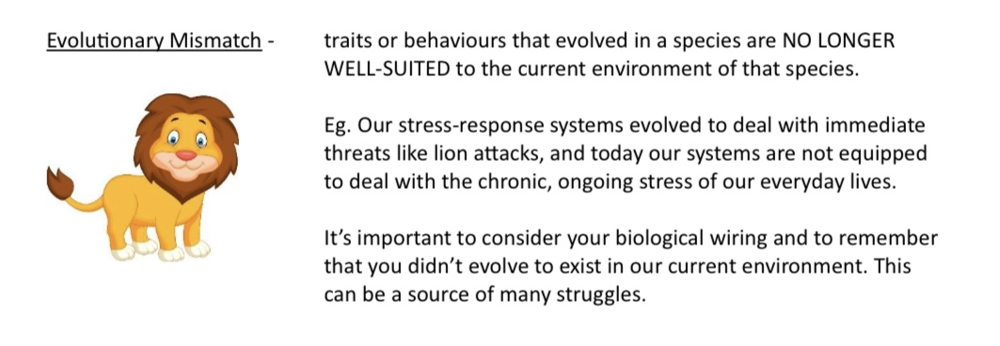 Evolutionary Mismatch -
traits or behaviours that evolved in a species are NO LONGER
WELL-SUITED to the current environment of that species.
Eg. Our stress-response systems evolved to deal with immediate
threats like lion attacks, and today our systems are not equipped
to deal with the chronic, ongoing stress of our everyday lives.
It’s important to consider your biological wiring and to remember
that you didn’t evolve to exist in our current environment. This
can be a source of many struggles.